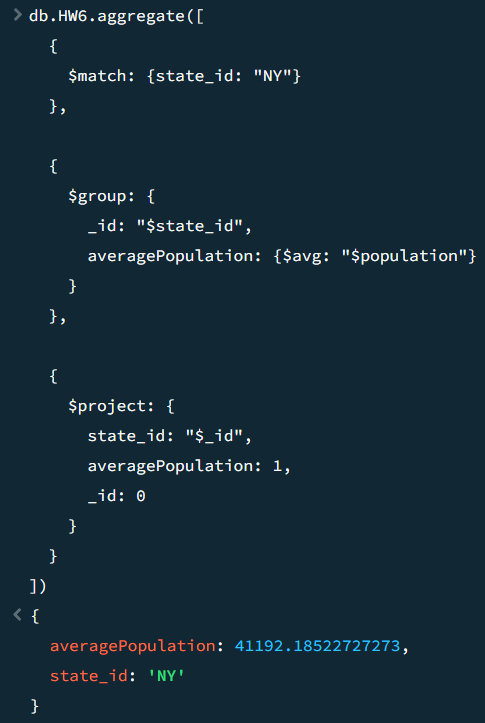 > db.HW6.aggregate([
{
$match: {state_id: "NY"}
},
{
$group: {
_id: "$state_id",
averagePopulation: {$avg: "$population"}
}
},
{
$project: {
state_id: "$_id",
averagePopulation: 1,
_id: 0
}
}
])
< {
averagePopulation: 41192.18522727273,
state_id: 'NY'
}